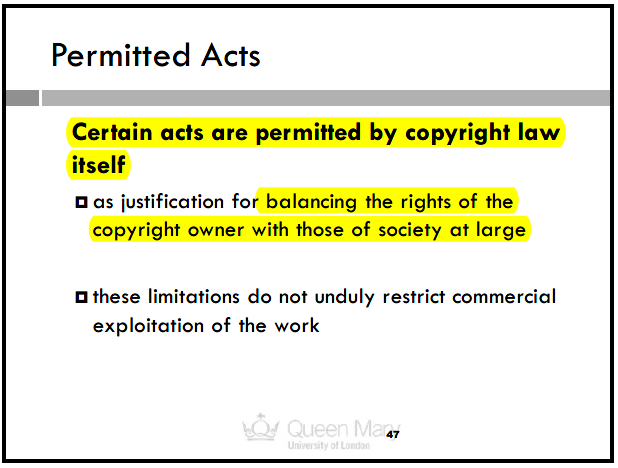 Permitted Acts
Certain acts are permitted by copyright law
itself
as justification for balancing the rights of the
copyright owner with those of society at large
these limitations do not unduly restrict commercial
exploitation of the work
Queen Mary
University of London
47